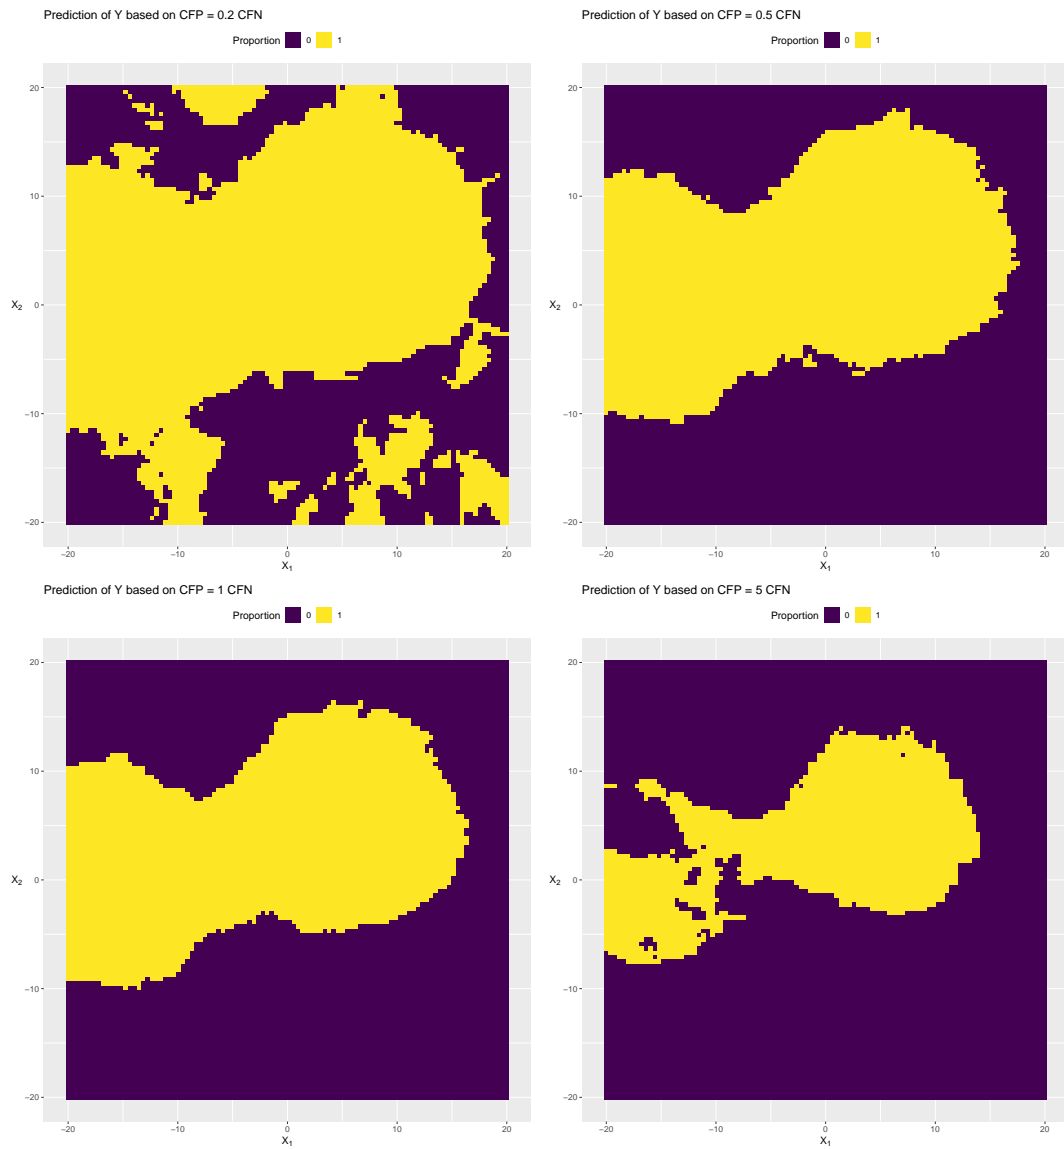 Prediction of Y based on CFP = 0.2 CFN
Proportion 0 1
20
10
X₂ 0
−10
−20
−20 −10 0 10 20
X₁
Prediction of Y based on CFP = 0.5 CFN
Proportion 0 1
20
10
X₂ 0
−10
−20
−20 −10 0 10 20
X₁
Prediction of Y based on CFP = 1 CFN
Proportion 0 1
20
10
X₂ 0
−10
−20
−20 −10 0 10 20
X₁
Prediction of Y based on CFP = 5 CFN
Proportion 0 1
20
10
X₂ 0
−10
−20
−20 −10 0 10 20
X₁